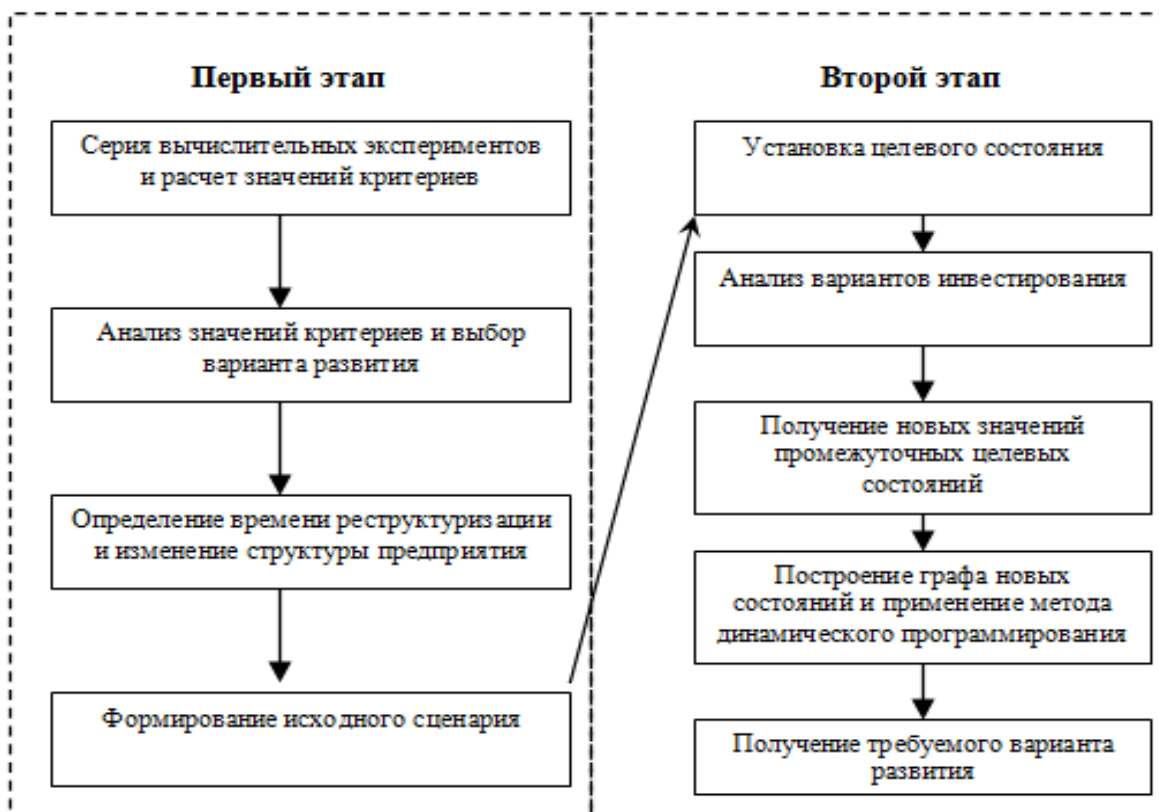 Первый этап
Серия вычислительных экспериментов
и расчет значений критериев
Анализ значений критериев и выбор
варианта развития
Определение времени реструктуризации
и изменение структуры предприятия
Формирование исходного сценария
Второй этап
Установка целевого состояния
Анализ вариантов инвестирования
Получение новых значений
промежуточных целевых
состояний
Построение графа новых
состояний и применение метода
динамического программирования
Получение требуемого варианта
развития